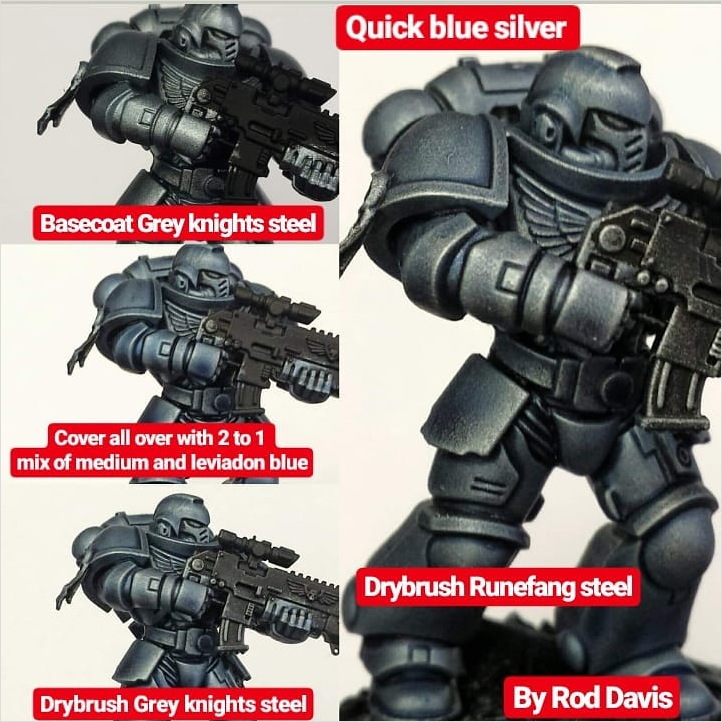 Quick blue silver
Basecoat Grey knights steel
Cover all over with 2 to 1
mix of medium and leviadon blue
Drybrush Grey knights steel
Drybrush Runefang steel
By Rod Davis